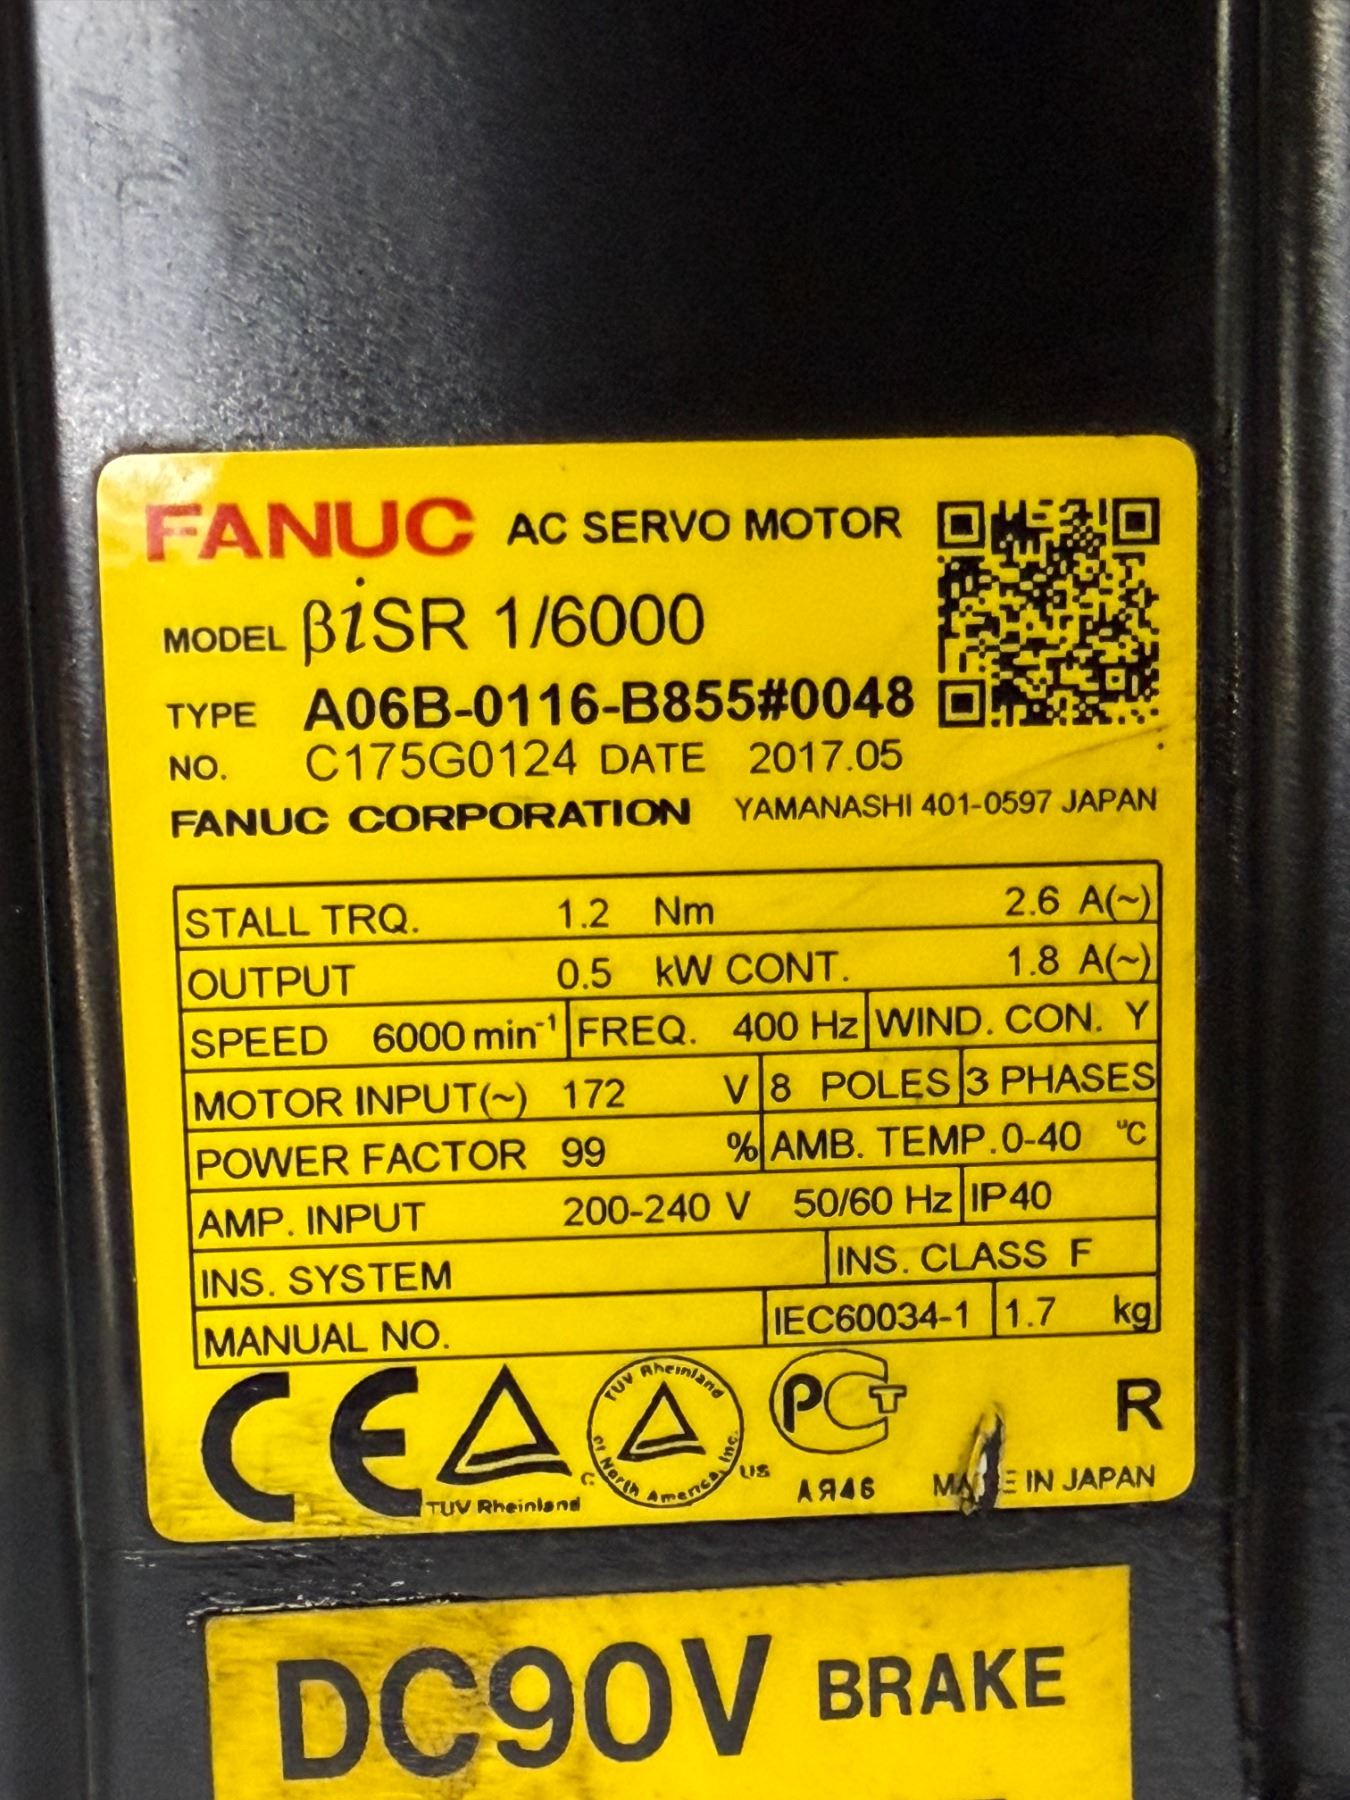 FANUC AC SERVO MOTOR
MODEL βiSR 1/6000
TYPE A06B-0116-B855#0048
NO. C175G0124 DATE 2017.05
FANUC CORPORATION YAMANASHI 401-0597 JAPAN
STALL TRQ. 1.2 Nm 2.6 A(~)
OUTPUT 0.5 kW CONT. 1.8 A(~)
SPEED 6000 min⁻¹ FREQ. 400 Hz WIND. CON. Y
MOTOR INPUT(~) 172 V 8 POLES 3 PHASES
POWER FACTOR 99 % AMB. TEMP. 0-40 °C
AMP. INPUT 200-240 V 50/60 Hz IP40
INS. SYSTEM INS. CLASS F
MANUAL NO. IEC60034-1 1.7 kg
CE TUV Rheinland
C TUV Rheinland of North America, Inc. US
PCT
АЯ46
R
MADE IN JAPAN
DC90V BRAKE